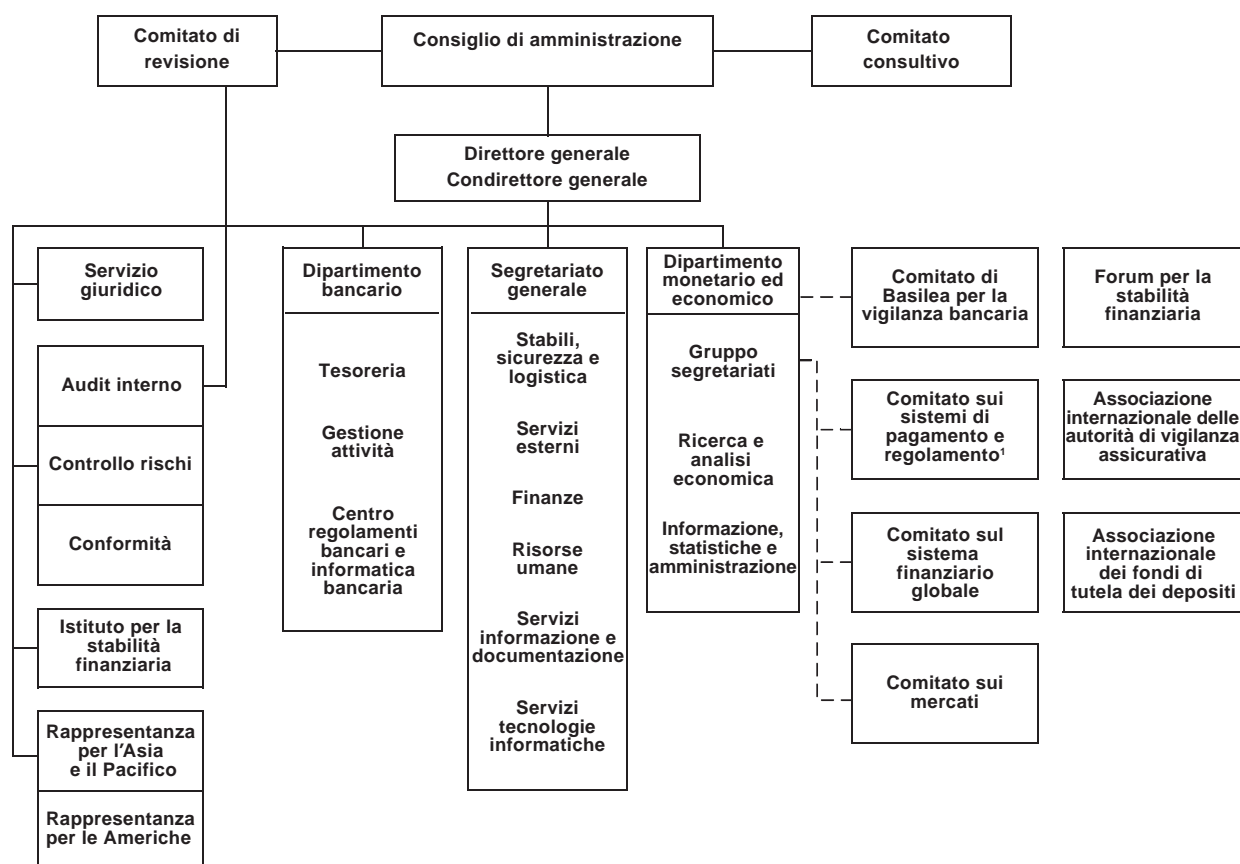 Comitato di
revisione
Consiglio di amministrazione
Comitato
consultivo
Direttore generale
Condirettore generale
Servizio
giuridico
Audit interno
Controllo rischi
Conformità
Istituto per la
stabilità
finanziaria
Rappresentanza
per l'Asia
e il Pacifico
Rappresentanza
per le Americhe
Dipartimento
bancario
Tesoreria
Gestione
attività
Centro
regolamenti
bancari e
informatica
bancaria
Segretariato
generale
Stabili,
sicurezza e
logistica
Servizi
esterni
Finanze
Risorse
umane
Servizi
informazione e
documentazione
Servizi
tecnologie
informatiche
Dipartimento
monetario ed
economico
Gruppo
segretariati
Ricerca e
analisi
economica
Informazione,
statistiche e
amministrazione
Comitato di
Basilea per la
vigilanza bancaria
Comitato sui
sistemi di
pagamento e
regolamento¹
Comitato sul
sistema
finanziario
globale
Comitato sui
mercati
Forum per la
stabilità
finanziaria
Associazione
internazionale delle
autorità di vigilanza
assicurativa
Associazione
internazionale
dei fondi di
tutela dei depositi